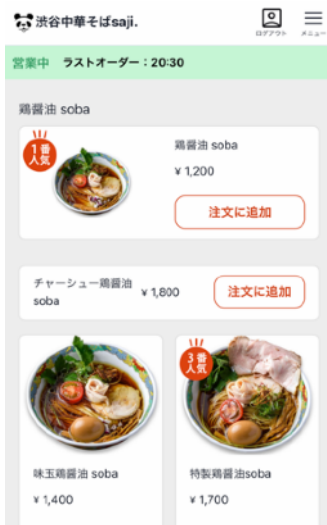 渋谷中華そばsaji.
ログアウト
メニュー
営業中 ラストオーダー：20:30
鶏醤油 soba
1番
人気
鶏醤油 soba
¥ 1,200
注文に追加
チャーシュー鶏醤油
soba
¥ 1,800
注文に追加
3番
人気
味玉鶏醤油 soba
¥ 1,400
特製鶏醤油soba
¥ 1,700